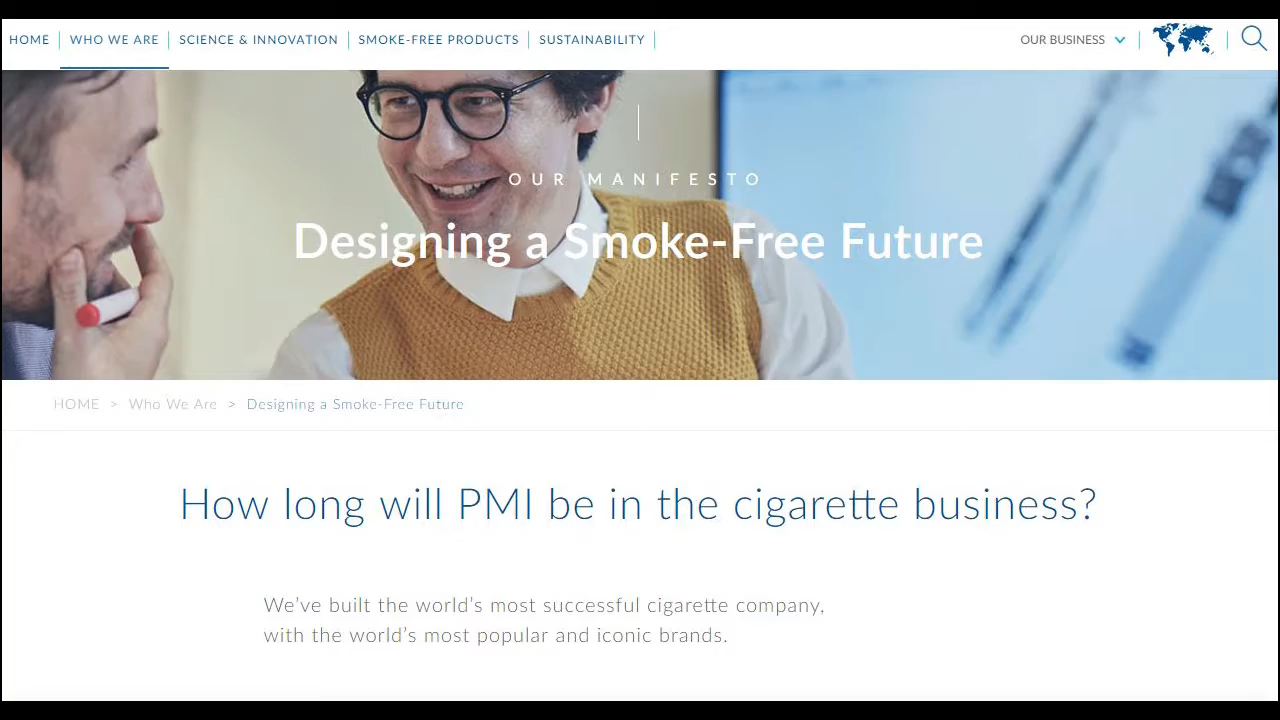 HOME
WHO WE ARE
SCIENCE & INNOVATION
SMOKE-FREE PRODUCTS
SUSTAINABILITY
OUR BUSINESS
OUR MANIFESTO
Designing a Smoke-Free Future
HOME > Who We Are > Designing a Smoke-Free Future
How long will PMI be in the cigarette business?
We've built the world's most successful cigarette company,
with the world's most popular and iconic brands.